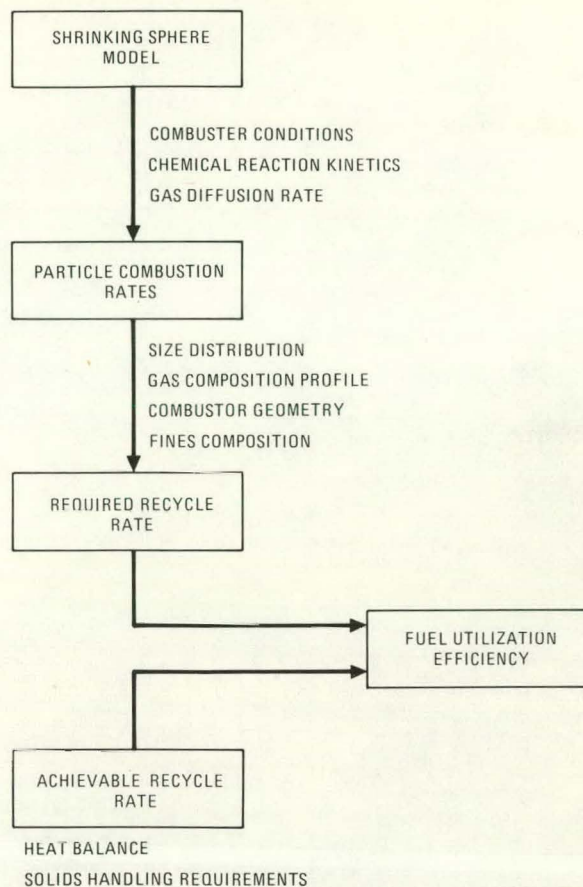 SHRINKING SPHERE
MODEL
COMBUSTER CONDITIONS
CHEMICAL REACTION KINETICS
GAS DIFFUSION RATE
PARTICLE COMBUSTION
RATES
SIZE DISTRIBUTION
GAS COMPOSITION PROFILE
COMBUSTOR GEOMETRY
FINES COMPOSITION
REQUIRED RECYCLE
RATE
FUEL UTILIZATION
EFFICIENCY
ACHIEVABLE RECYCLE
RATE
HEAT BALANCE
SOLIDS HANDLING REQUIREMENTS